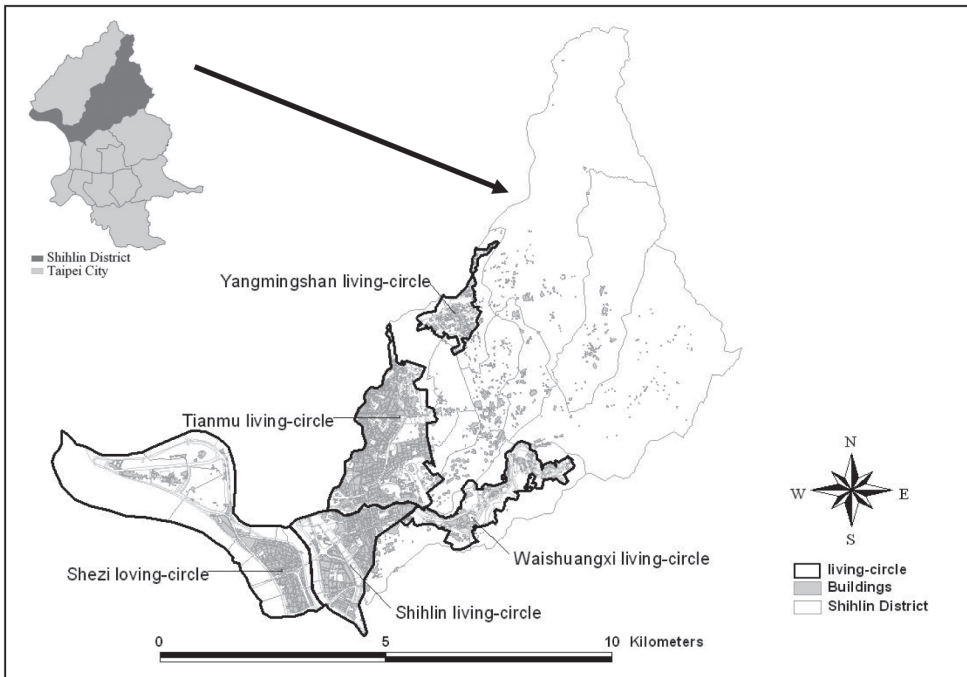 Shihlin District
Taipei City
Yangmingshan living-circle
Tianmu living-circle
Shezi loving-circle
Shihlin living-circle
Waishuangxi living-circle
N
W E
S
living-circle
Buildings
Shihlin District
0 5 10 Kilometers